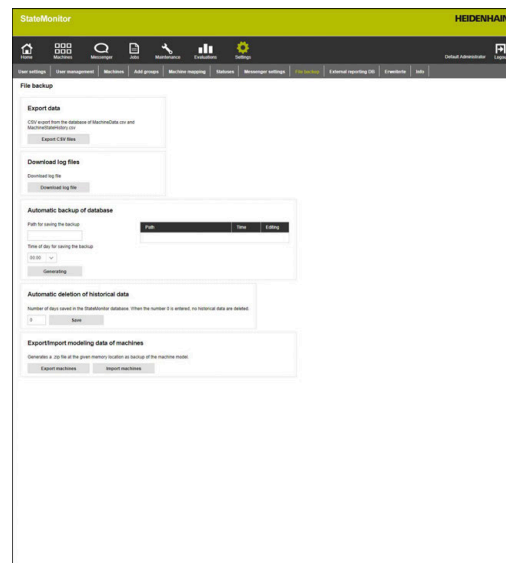 StateMonitor
HEIDENHAIN
Home Machines Messenger Jobs Maintenance Evaluations Settings Default Administrator Logout
User settings User management Machines Add groups Machine mapping Statuses Messenger settings File backup External reporting DB Erweiterte Info
File backup
Export data
CSV export from the database of MachineData.csv and
MachineStateHistory.csv
Export CSV files
Download log files
Download log file
Download log file
Automatic backup of database
Path for saving the backup
Path Time Editing
Time of day for saving the backup
00:00
Generating
Automatic deletion of historical data
Number of days saved in the StateMonitor database. When the number 0 is entered, no historical data are deleted.
0 Save
Export/Import modeling data of machines
Generates a .zip file at the given memory location as backup of the machine model.
Export machines Import machines